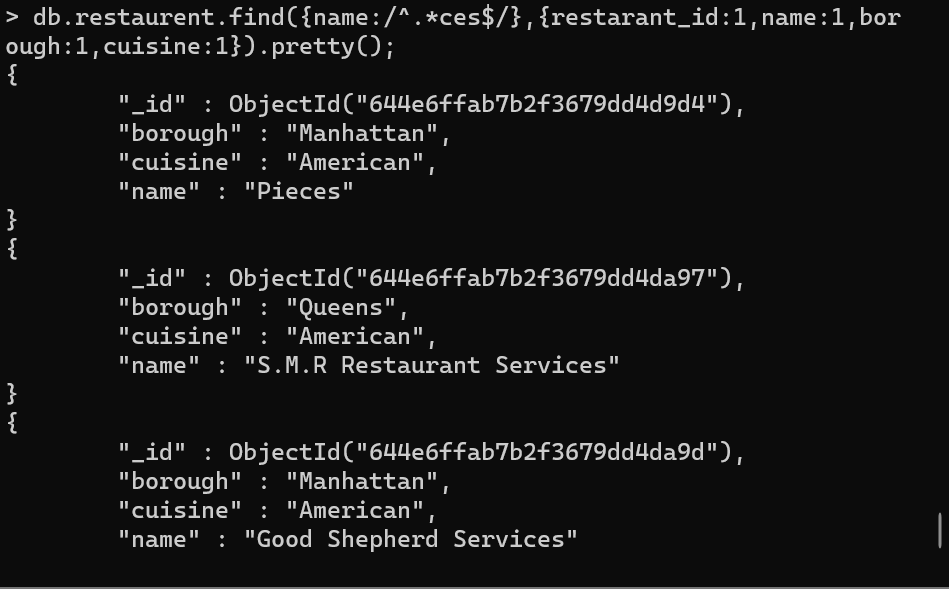 > db.restaurent.find({name:/^.*ces$/},{restarant_id:1,name:1,bor
ough:1,cuisine:1}).pretty();
{
"_id" : ObjectId("644e6ffab7b2f3679dd4d9d4"),
"borough" : "Manhattan",
"cuisine" : "American",
"name" : "Pieces"
}
{
"_id" : ObjectId("644e6ffab7b2f3679dd4da97"),
"borough" : "Queens",
"cuisine" : "American",
"name" : "S.M.R Restaurant Services"
}
{
"_id" : ObjectId("644e6ffab7b2f3679dd4da9d"),
"borough" : "Manhattan",
"cuisine" : "American",
"name" : "Good Shepherd Services"